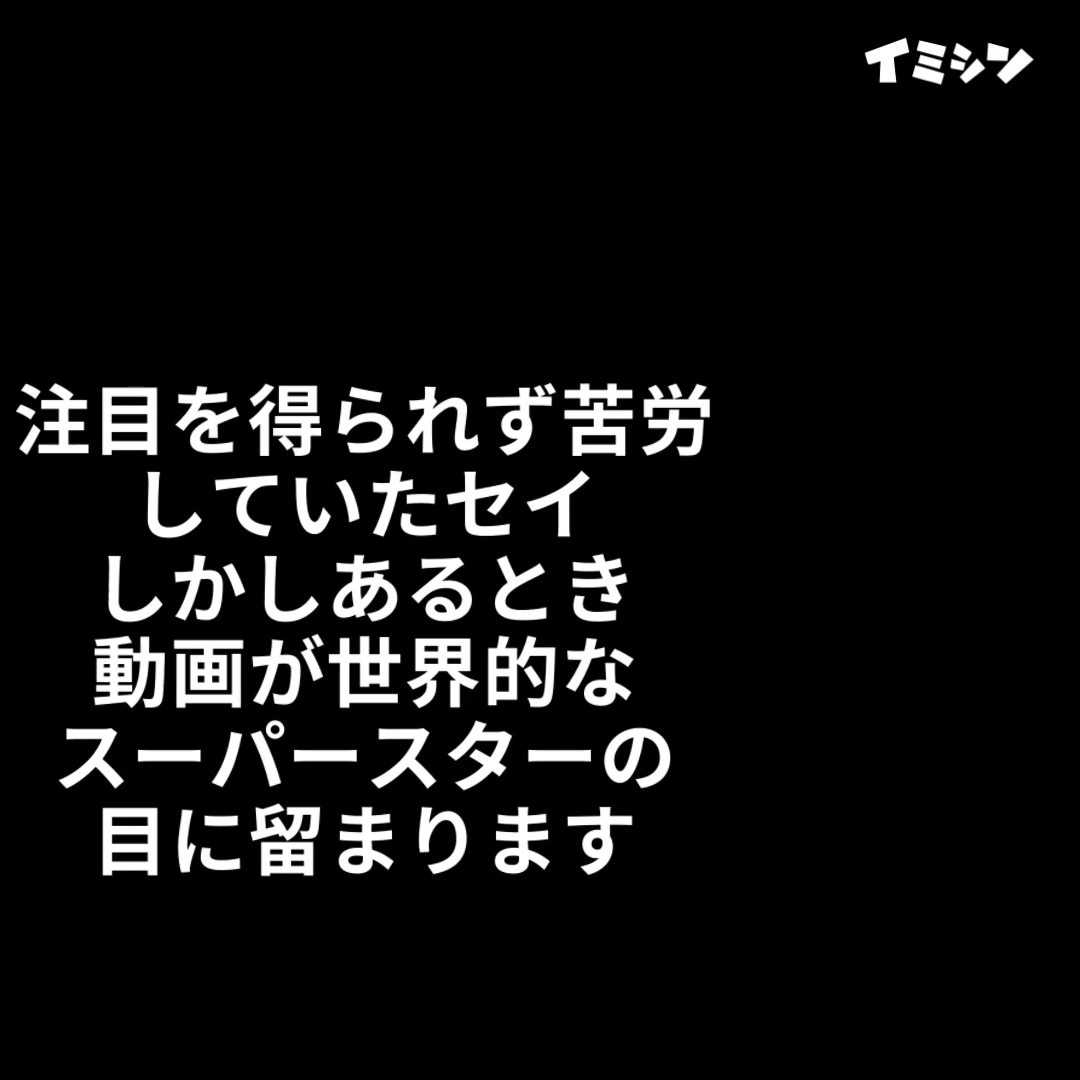 イミシン
注目を得られず苦労
していたセイ
しかしあるとき
動画が世界的な
スーパースターの
目に留まります